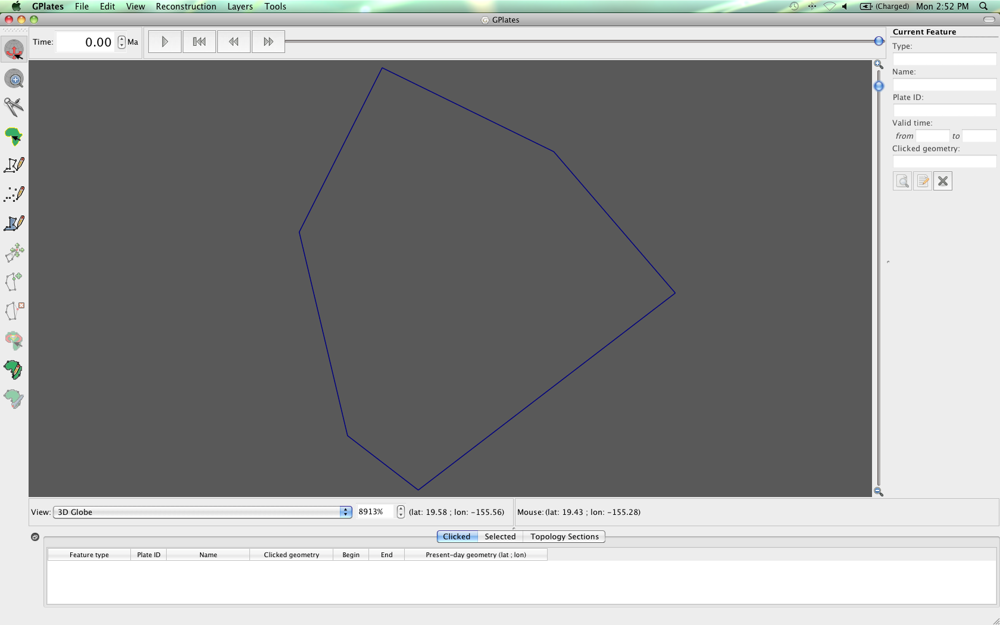 GPlates File Edit View Reconstruction Layers Tools (Charged) Mon 2:52 PM
GPlates
Time: 0.00 Ma
Current Feature
Type:
Name:
Plate ID:
Valid time:
from to
Clicked geometry:
View: 3D Globe 8913% (lat: 19.58 ; lon: -155.56) Mouse: (lat: 19.43 ; lon: -155.28)
Clicked Selected Topology Sections
Feature type Plate ID Name Clicked geometry Begin End Present-day geometry (lat ; lon)